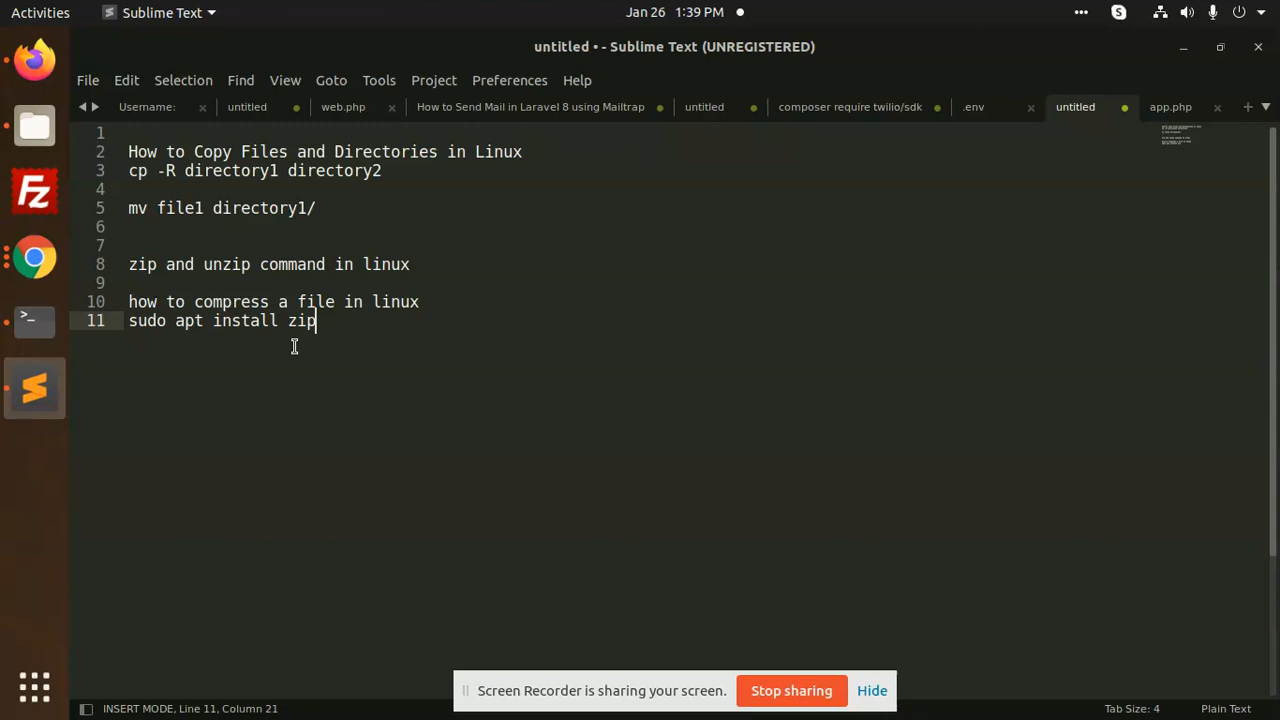 Activities
Sublime Text
Jan 26 1:39 PM
untitled • - Sublime Text (UNREGISTERED)
File Edit Selection Find View Goto Tools Project Preferences Help
Username: untitled web.php How to Send Mail in Laravel 8 using Mailtrap untitled composer require twilio/sdk .env untitled app.php
1
2 How to Copy Files and Directories in Linux
3 cp -R directory1 directory2
4
5 mv file1 directory1/
6
7
8 zip and unzip command in linux
9
10 how to compress a file in linux
11 sudo apt install zip
Screen Recorder is sharing your screen. Stop sharing Hide
INSERT MODE, Line 11, Column 21 Tab Size: 4 Plain Text